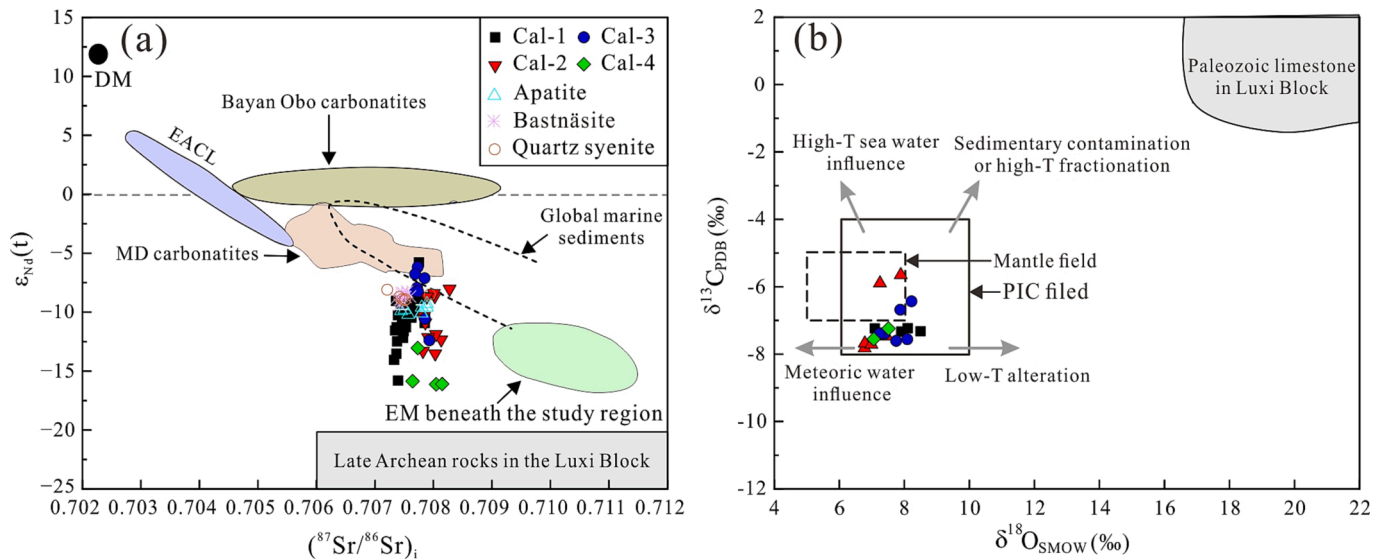 (a)
15
10
5
0
−5
−10
−15
−20
−25
εNd(t)
DM
EACL
Bayan Obo carbonatites
Cal-1
Cal-3
Cal-2
Cal-4
Apatite
Bastnäsite
Quartz syenite
MD carbonatites
Global marine
sediments
EM beneath the study region
Late Archean rocks in the Luxi Block
0.702 0.703 0.704 0.705 0.706 0.707 0.708 0.709 0.710 0.711 0.712
(87Sr/86Sr)i
(b)
2
0
-2
-4
-6
-8
-10
-12
δ13CPDB(‰)
Paleozoic limestone
in Luxi Block
High-T sea water
influence
Sedimentary contamination
or high-T fractionation
Mantle field
PIC filed
Meteoric water
influence
Low-T alteration
4 6 8 10 12 14 16 18 20 22
δ18OSMOW(‰)